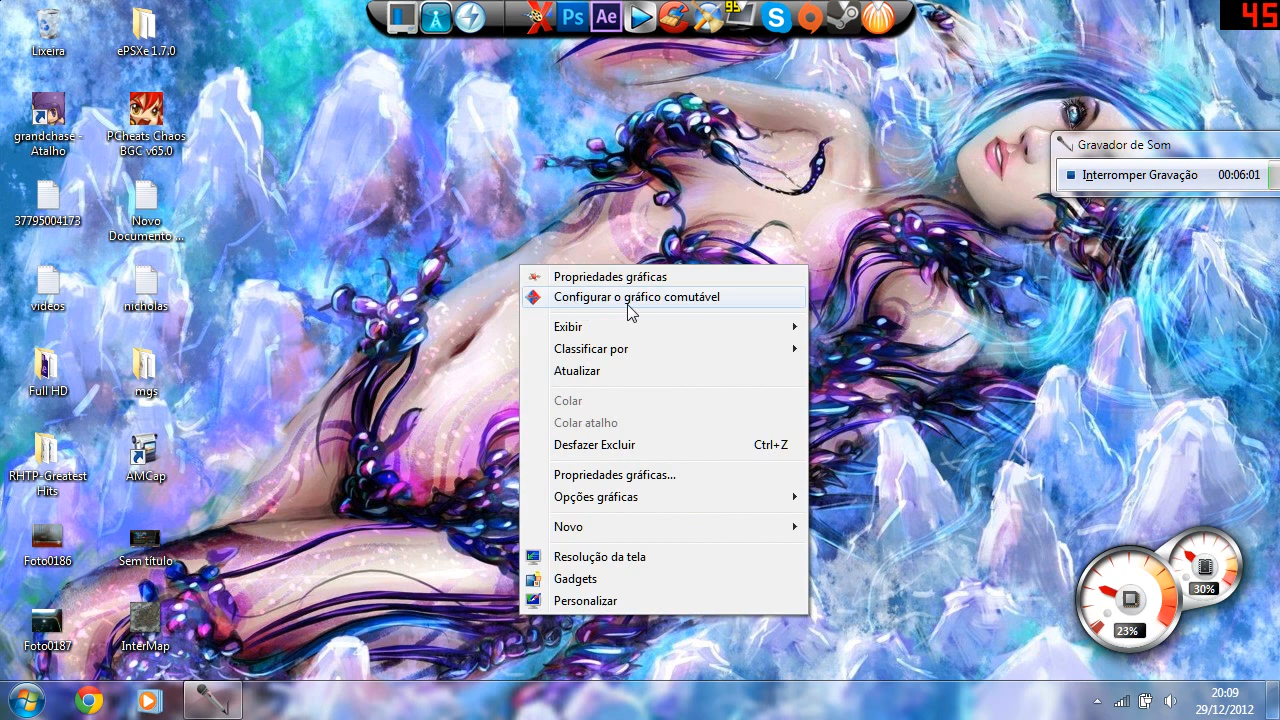 Ps
Ae
95
45
Lixeira
ePSXe 1.7.0
grandchase -
Atalho
PCheats Chaos
BGC v65.0
37795004173
Novo
Documento ...
videos
nicholas
Full HD
mgs
RHTP-Greatest
Hits
AMCap
Foto0186
Sem título
Foto0187
InterMap
Gravador de Som
Interromper Gravação 00:06:01
Propriedades gráficas
Configurar o gráfico comutável
Exibir
Classificar por
Atualizar
Colar
Colar atalho
Desfazer Excluir Ctrl+Z
Propriedades gráficas...
Opções gráficas
Novo
Resolução da tela
Gadgets
Personalizar
30%
23%
20:09
29/12/2012